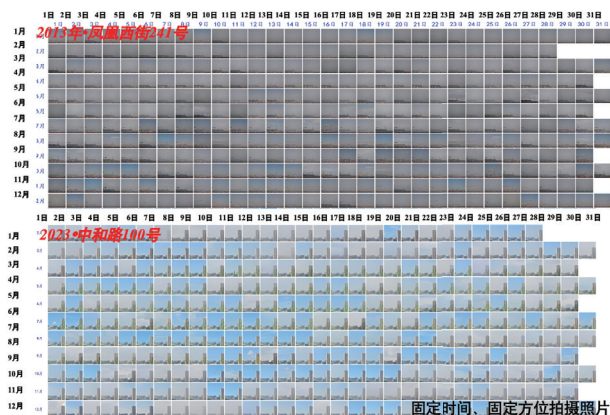 1日 2日 3日 4日 5日 6日 7日 8日 9日 10日 11日 12日 13日 14日 15日 16日 17日 18日 19日 20日 21日 22日 23日 24日 25日 26日 27日 28日 29日 30日 31日
2013年•凤凰西街241号
1月
2月
3月
4月
5月
6月
7月
8月
9月
10月
11月
12月
1日 2日 3日 4日 5日 6日 7日 8日 9日 10日 11日 12日 13日 14日 15日 16日 17日 18日 19日 20日 21日 22日 23日 24日 25日 26日 27日 28日 29日 30日 31日
2023•中和路100号
1月
2月
3月
4月
5月
6月
7月
8月
9月
10月
11月
12月
固定时间、固定方位拍摄照片